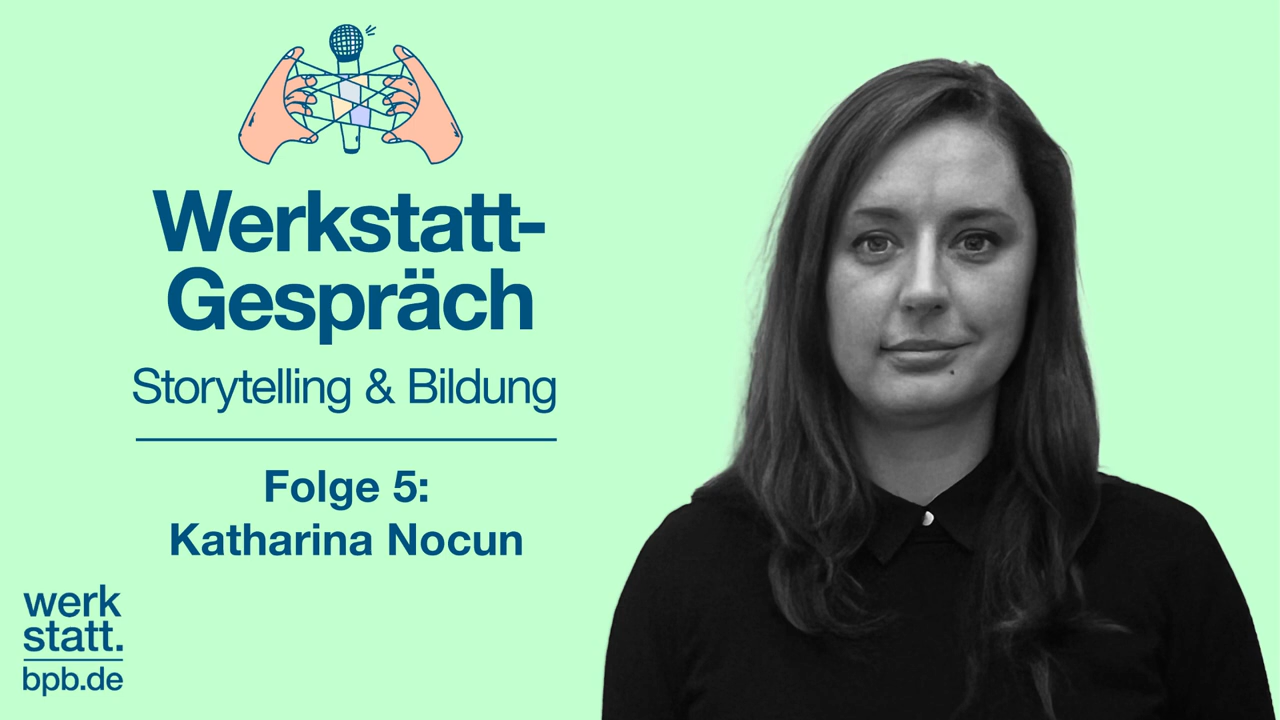 Werkstatt-
Gespräch
Storytelling & Bildung
Folge 5:
Katharina Nocun
werk
statt.
bpb.de